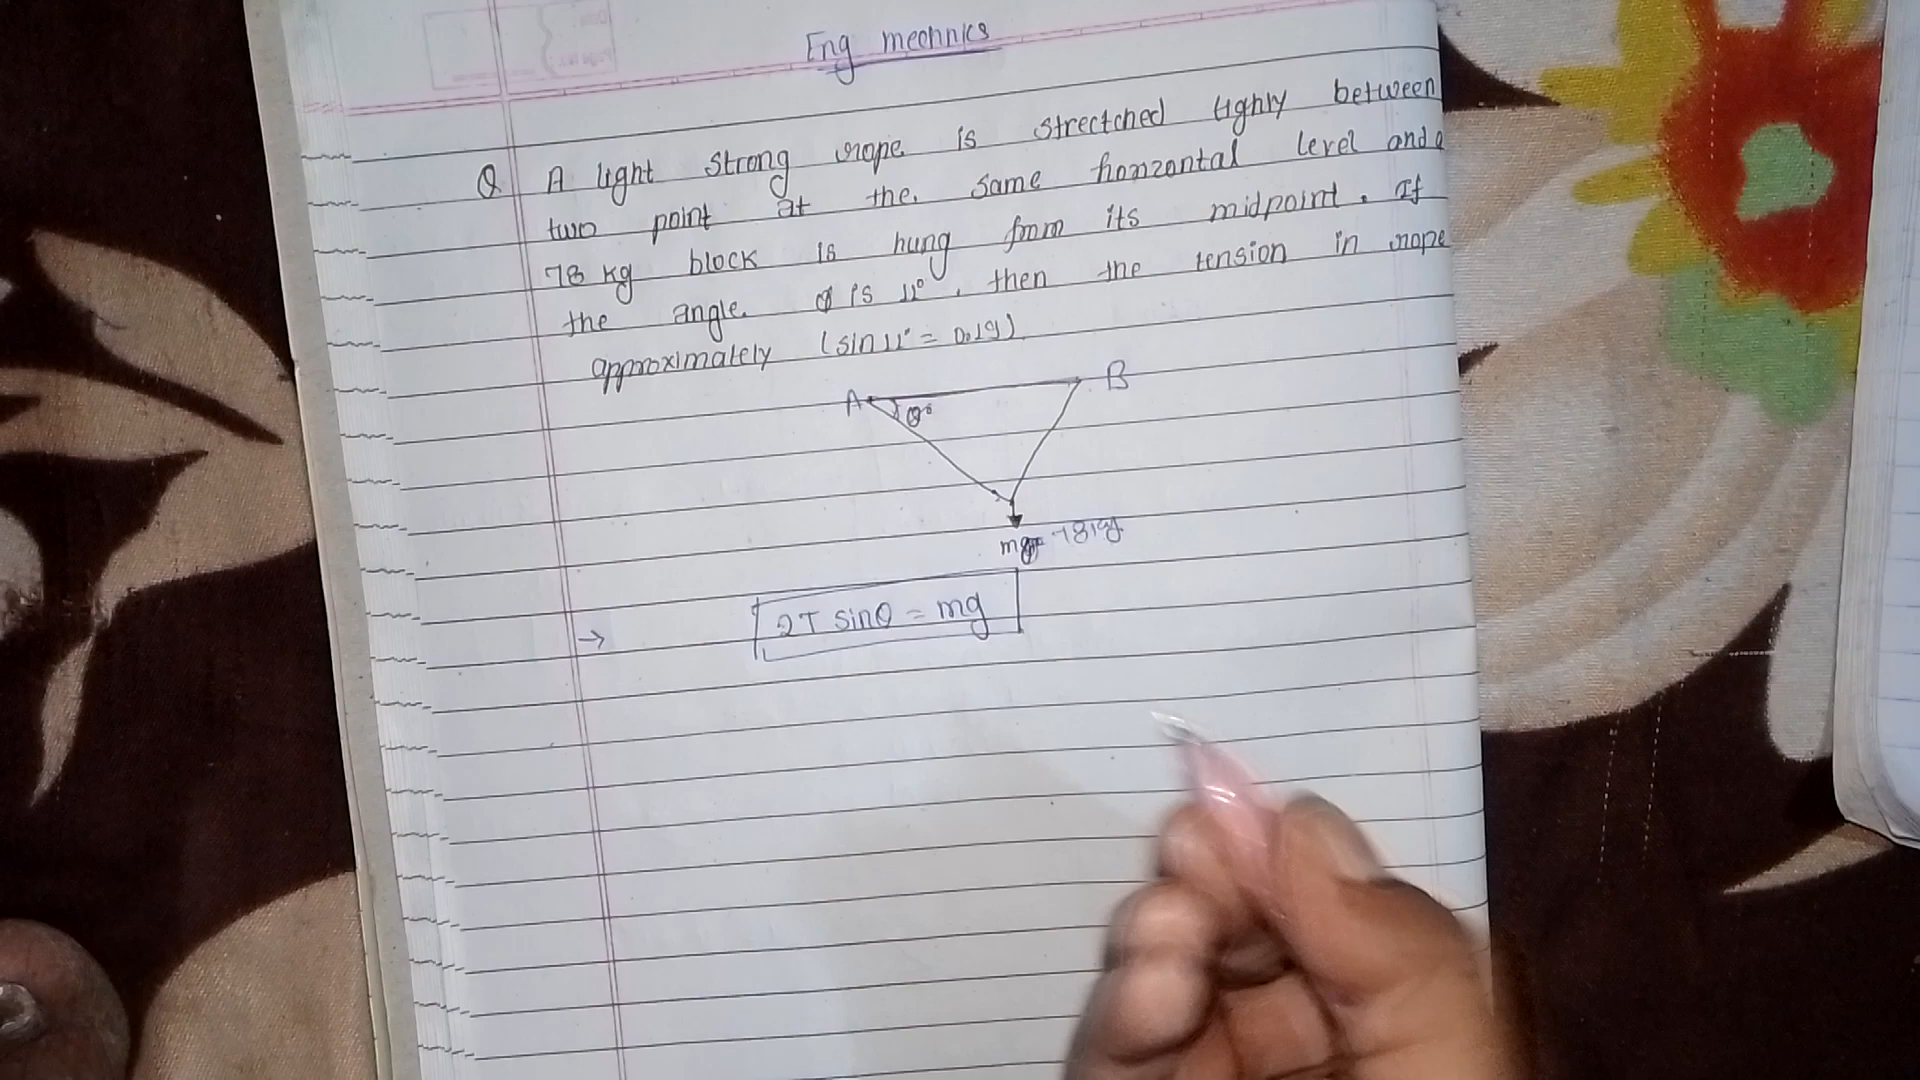 Eng mechnics
Q A light strong rope is strectched tighly between
two point at the same horizontal level and a
78 kg block is hung from its midpoint. If
the angle θ is 11°, then the tension in rope
approximately (sin 11° = 0.19)
A B
θ°
mg
2T sinθ = mg